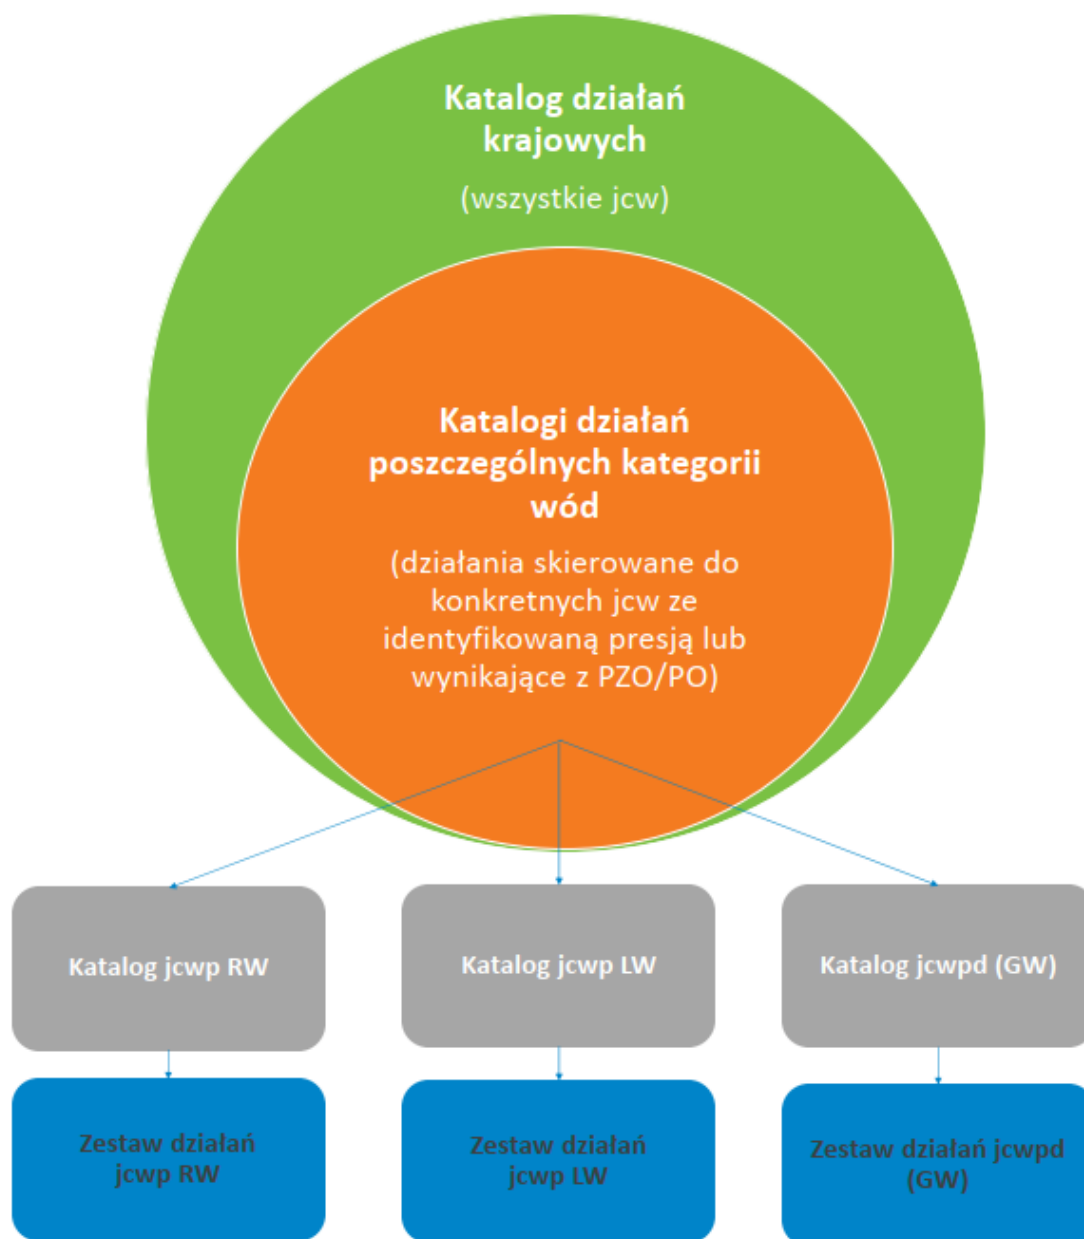 Katalog działań
krajowych
(wszystkie jcw)
Katalogi działań
poszczególnych kategorii
wód
(działania skierowane do
konkretnych jcw ze
identyfikowaną presją lub
wynikające z PZO/PO)
Katalog jcwp RW
Katalog jcwp LW
Katalog jcwpd (GW)
Zestaw działań
jcwp RW
Zestaw działań
jcwp LW
Zestaw działań jcwpd
(GW)